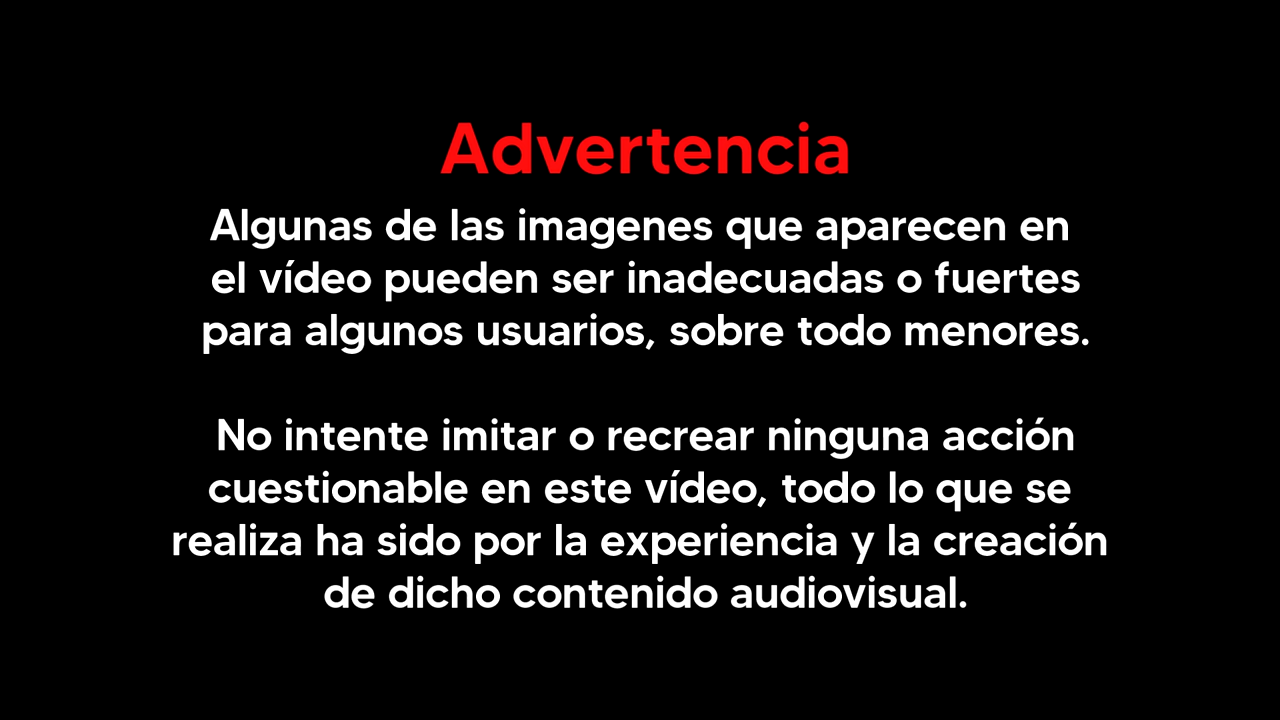 Advertencia
Algunas de las imagenes que aparecen en
el vídeo pueden ser inadecuadas o fuertes
para algunos usuarios, sobre todo menores.
No intente imitar o recrear ninguna acción
cuestionable en este vídeo, todo lo que se
realiza ha sido por la experiencia y la creación
de dicho contenido audiovisual.